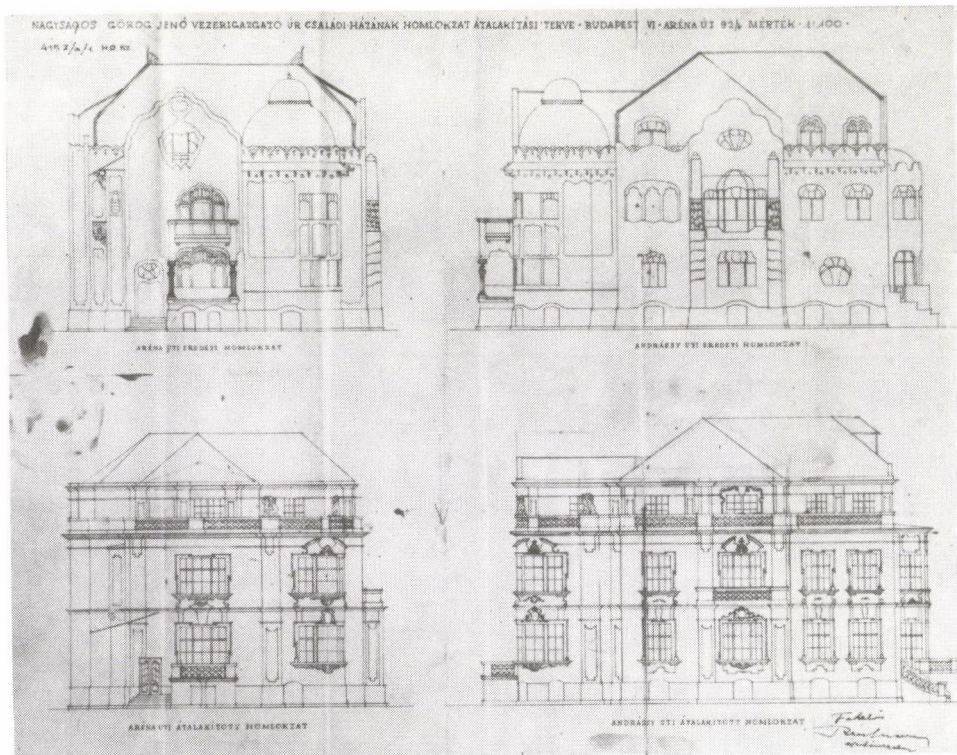 NAGYSÁGOS GÖRÖG JENŐ VEZÉRIGAZGATÓ ÚR CSALÁDI HÁZÁNAK HOMLOKZAT ÁTALAKÍTÁSI TERVE · BUDAPEST VI · ARÉNA ÚT 92/b MÉRTÉK · 1:100 ·
ARÉNA ÚTI EREDETI HOMLOKZAT
ANDRÁSSY ÚTI EREDETI HOMLOKZAT
ARÉNA ÚTI ÁTALAKÍTOTT HOMLOKZAT
ANDRÁSSY ÚTI ÁTALAKÍTOTT HOMLOKZAT